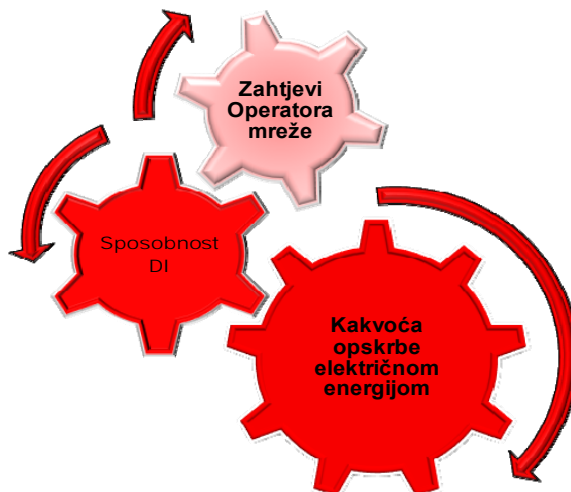 Zahtjevi
Operatora
mreže
Sposobnost
DI
Kakvoća
opskrbe
električnom
energijom